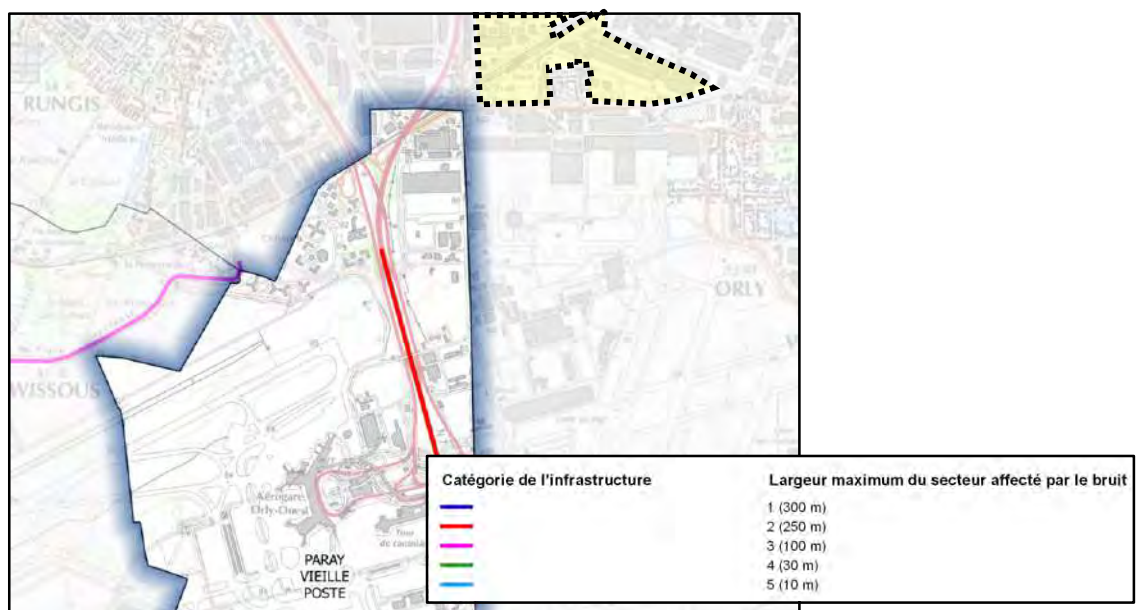 RUNGIS
ORLY
WISSOUS
Aérogare
Orly-Ouest
Tour
PARAY
VIEILLE
POSTE
Catégorie de l'infrastructure
Largeur maximum du secteur affecté par le bruit
1 (300 m)
2 (250 m)
3 (100 m)
4 (30 m)
5 (10 m)